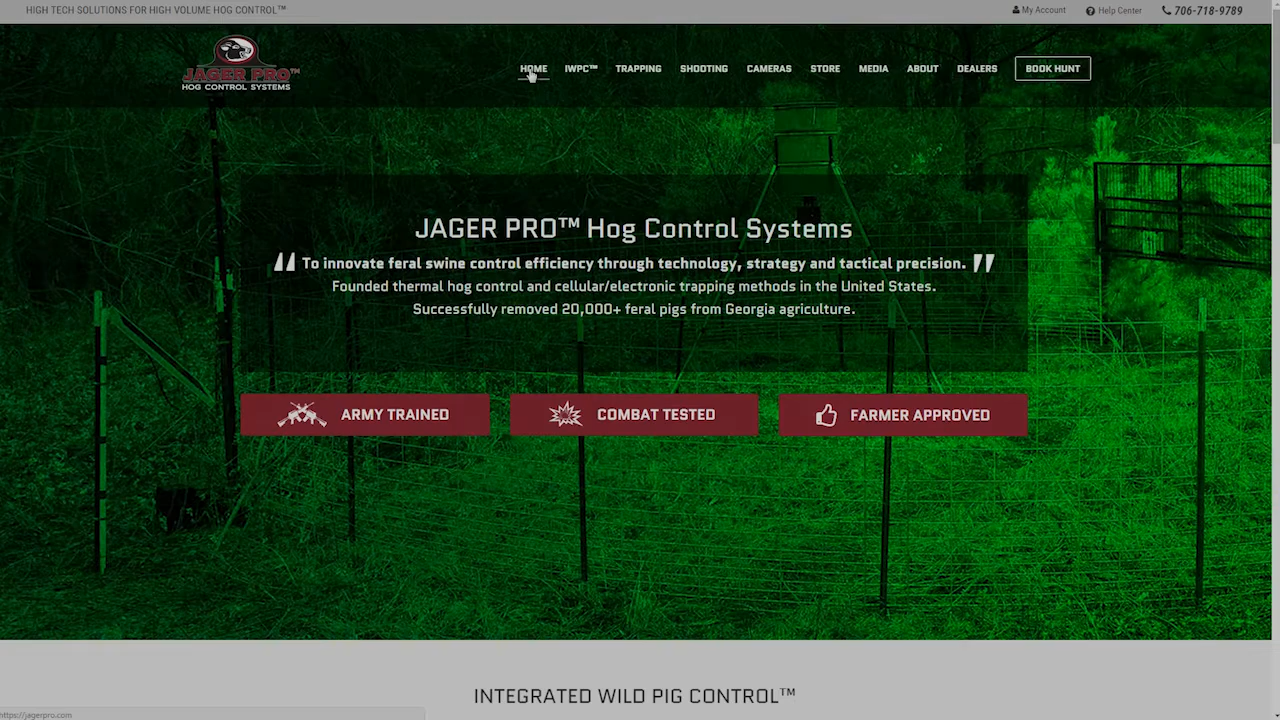 HIGH TECH SOLUTIONS FOR HIGH VOLUME HOG CONTROL™
My Account
Help Center
706-718-9789
JAGER PRO™
HOG CONTROL SYSTEMS
HOME
IWPC™
TRAPPING
SHOOTING
CAMERAS
STORE
MEDIA
ABOUT
DEALERS
BOOK HUNT
JAGER PRO™ Hog Control Systems
"To innovate feral swine control efficiency through technology, strategy and tactical precision."
Founded thermal hog control and cellular/electronic trapping methods in the United States.
Successfully removed 20,000+ feral pigs from Georgia agriculture.
ARMY TRAINED
COMBAT TESTED
FARMER APPROVED
INTEGRATED WILD PIG CONTROL™
https://jagerpro.com